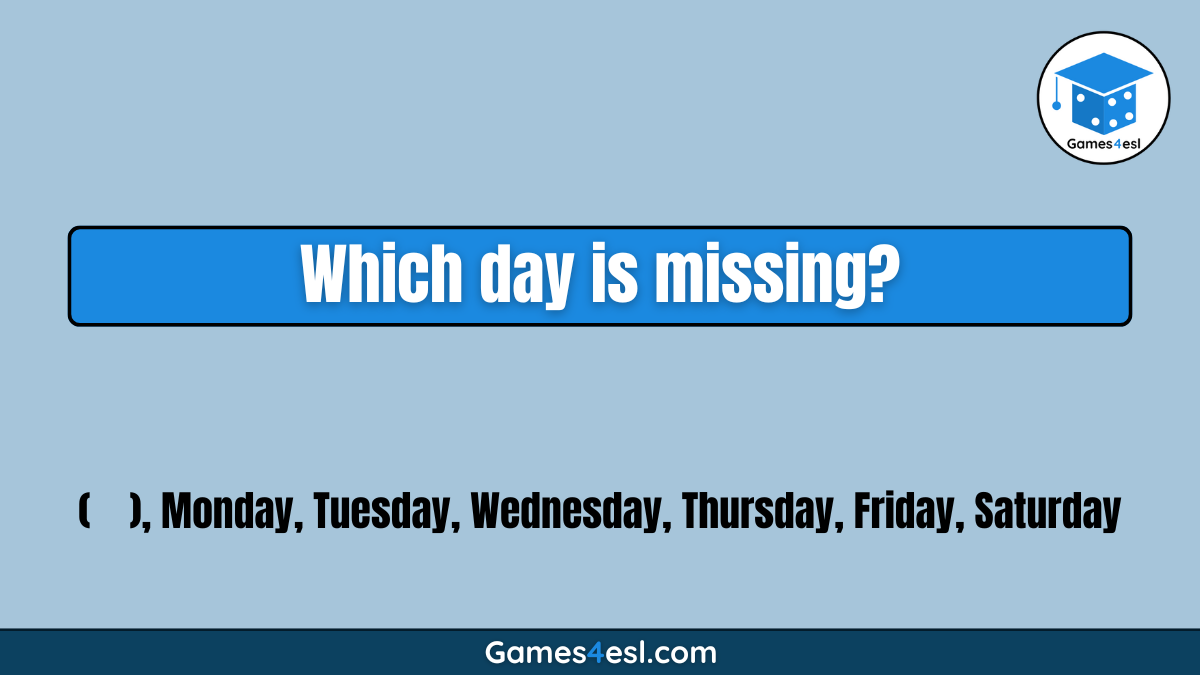 Games4esl
Which day is missing?
( ), Monday, Tuesday, Wednesday, Thursday, Friday, Saturday
Games4esl.com